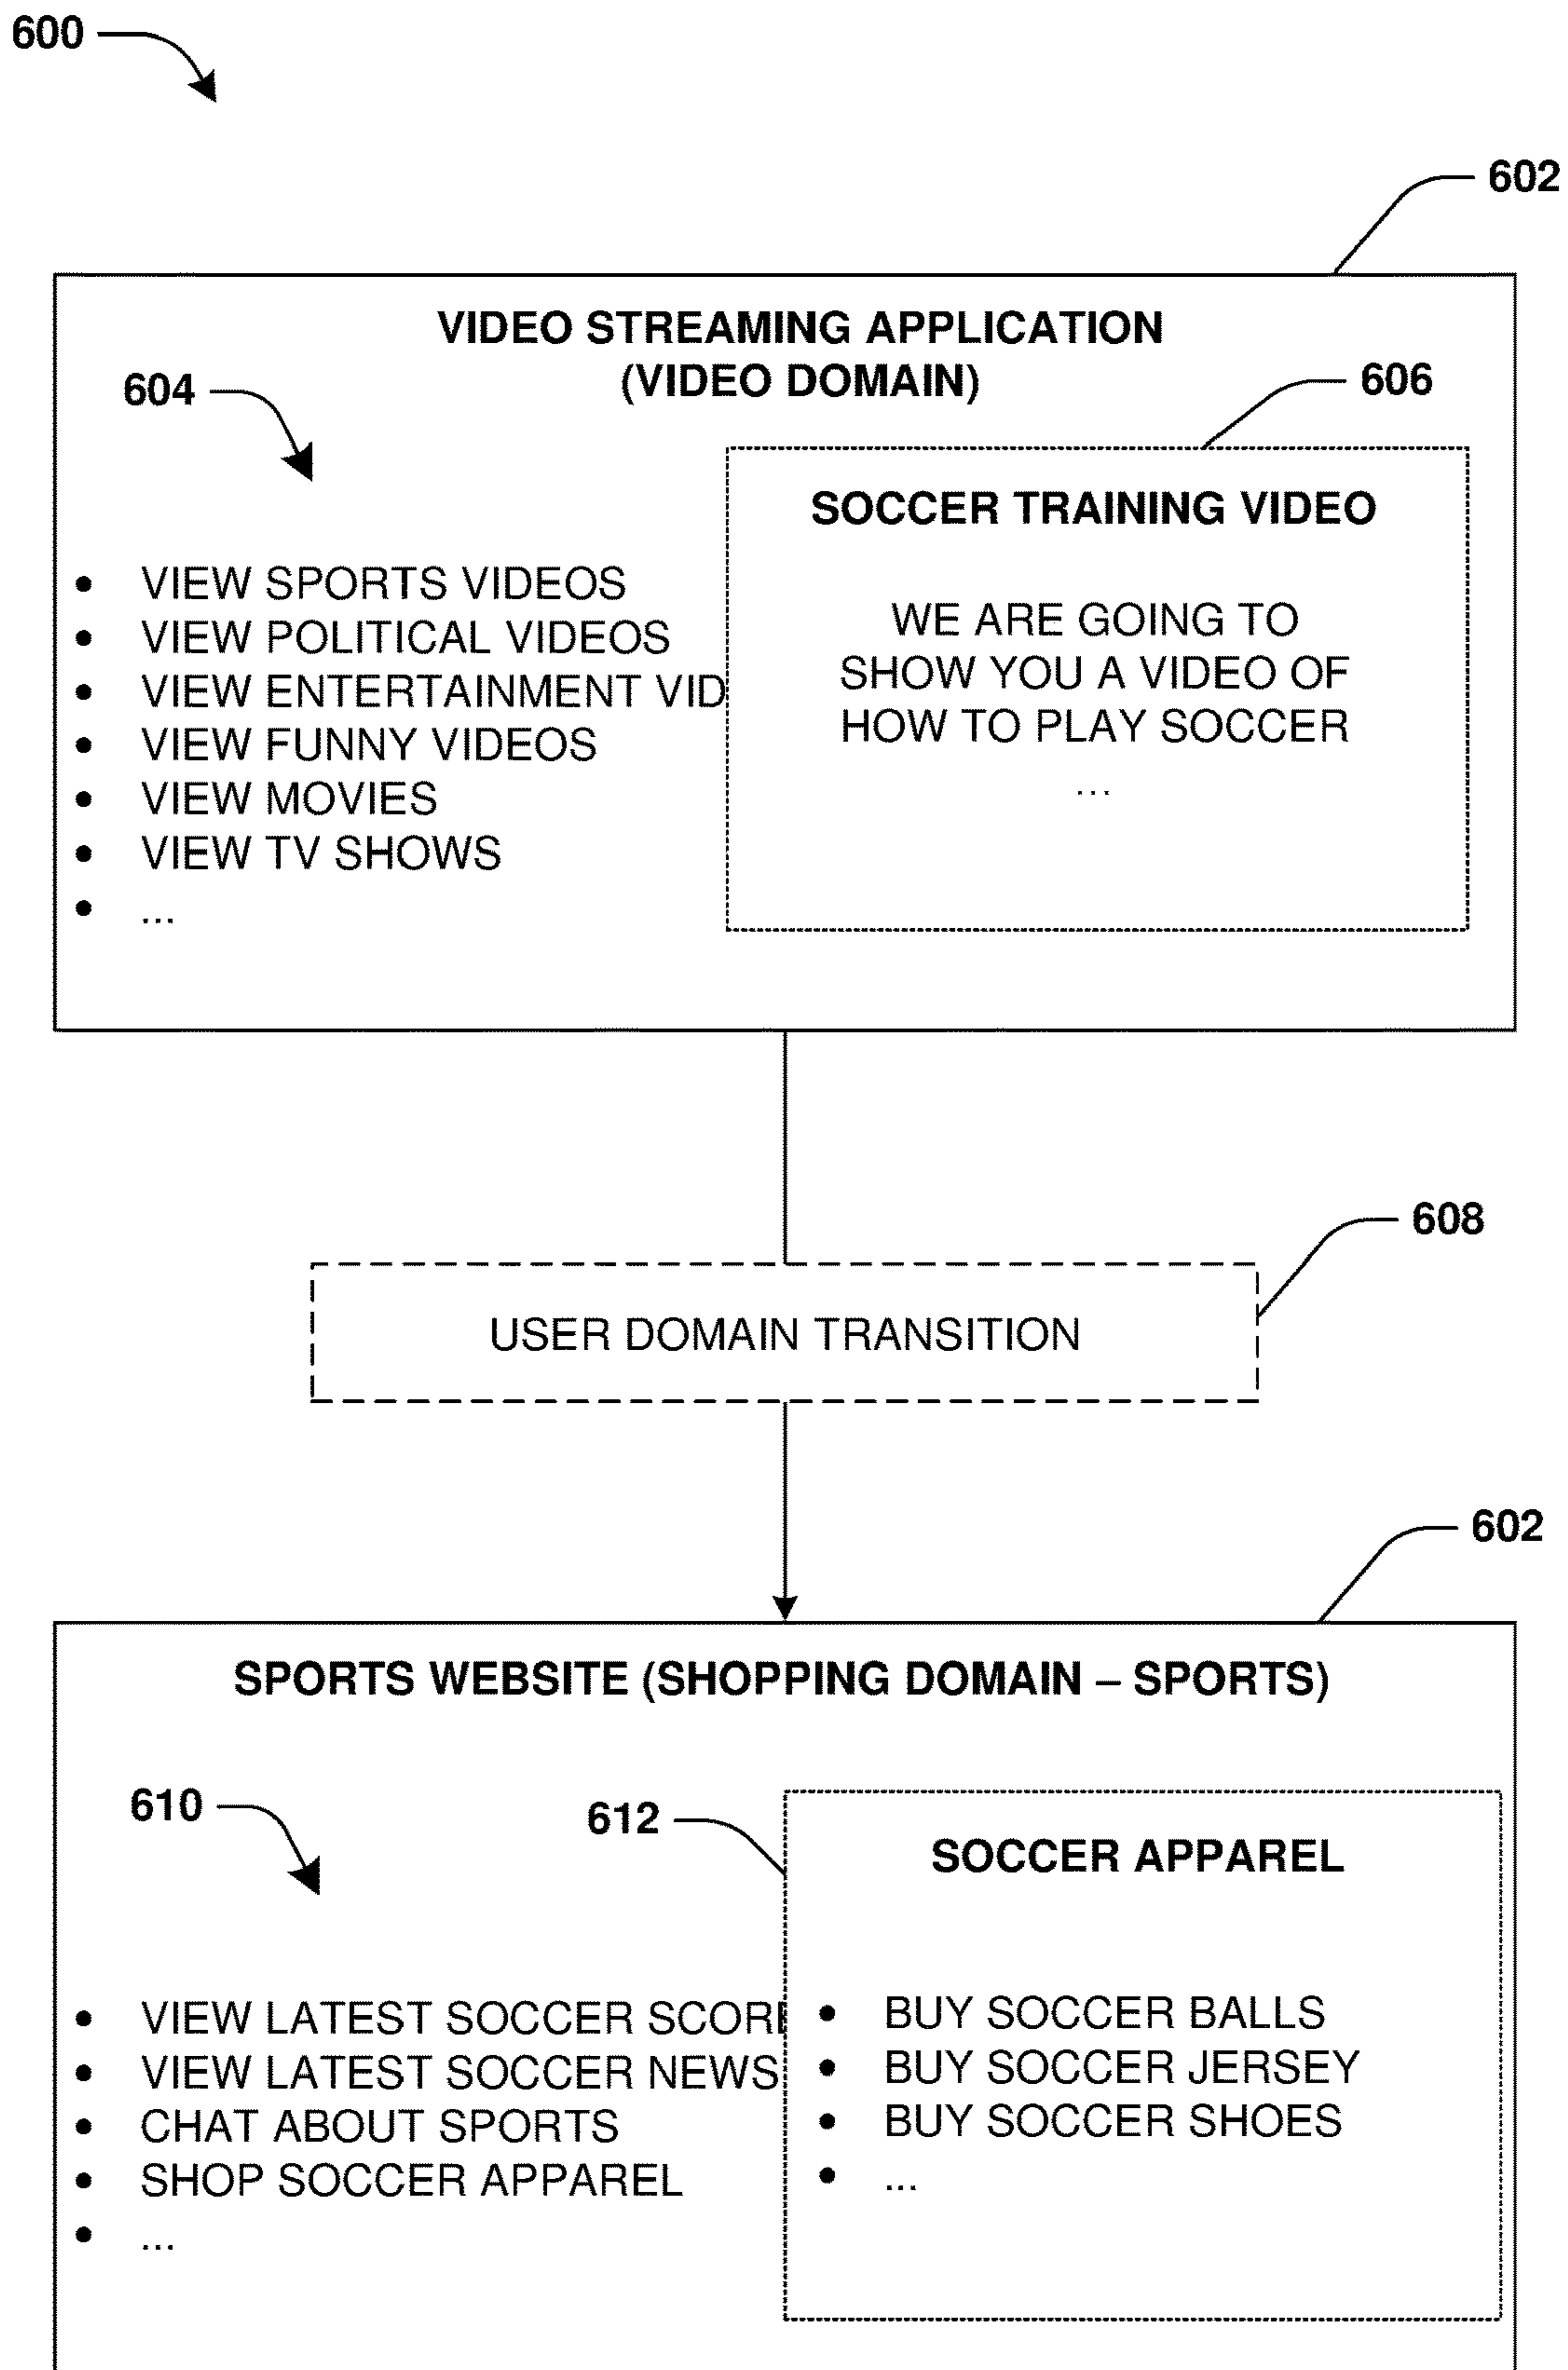 600
602
VIDEO STREAMING APPLICATION
(VIDEO DOMAIN)
604
606
SOCCER TRAINING VIDEO
WE ARE GOING TO
SHOW YOU A VIDEO OF
HOW TO PLAY SOCCER
...
• VIEW SPORTS VIDEOS
• VIEW POLITICAL VIDEOS
• VIEW ENTERTAINMENT VID
• VIEW FUNNY VIDEOS
• VIEW MOVIES
• VIEW TV SHOWS
• ...
608
USER DOMAIN TRANSITION
602
SPORTS WEBSITE (SHOPPING DOMAIN – SPORTS)
610
612
SOCCER APPAREL
• VIEW LATEST SOCCER SCOR
• VIEW LATEST SOCCER NEWS
• CHAT ABOUT SPORTS
• SHOP SOCCER APPAREL
• ...
• BUY SOCCER BALLS
• BUY SOCCER JERSEY
• BUY SOCCER SHOES
• ...